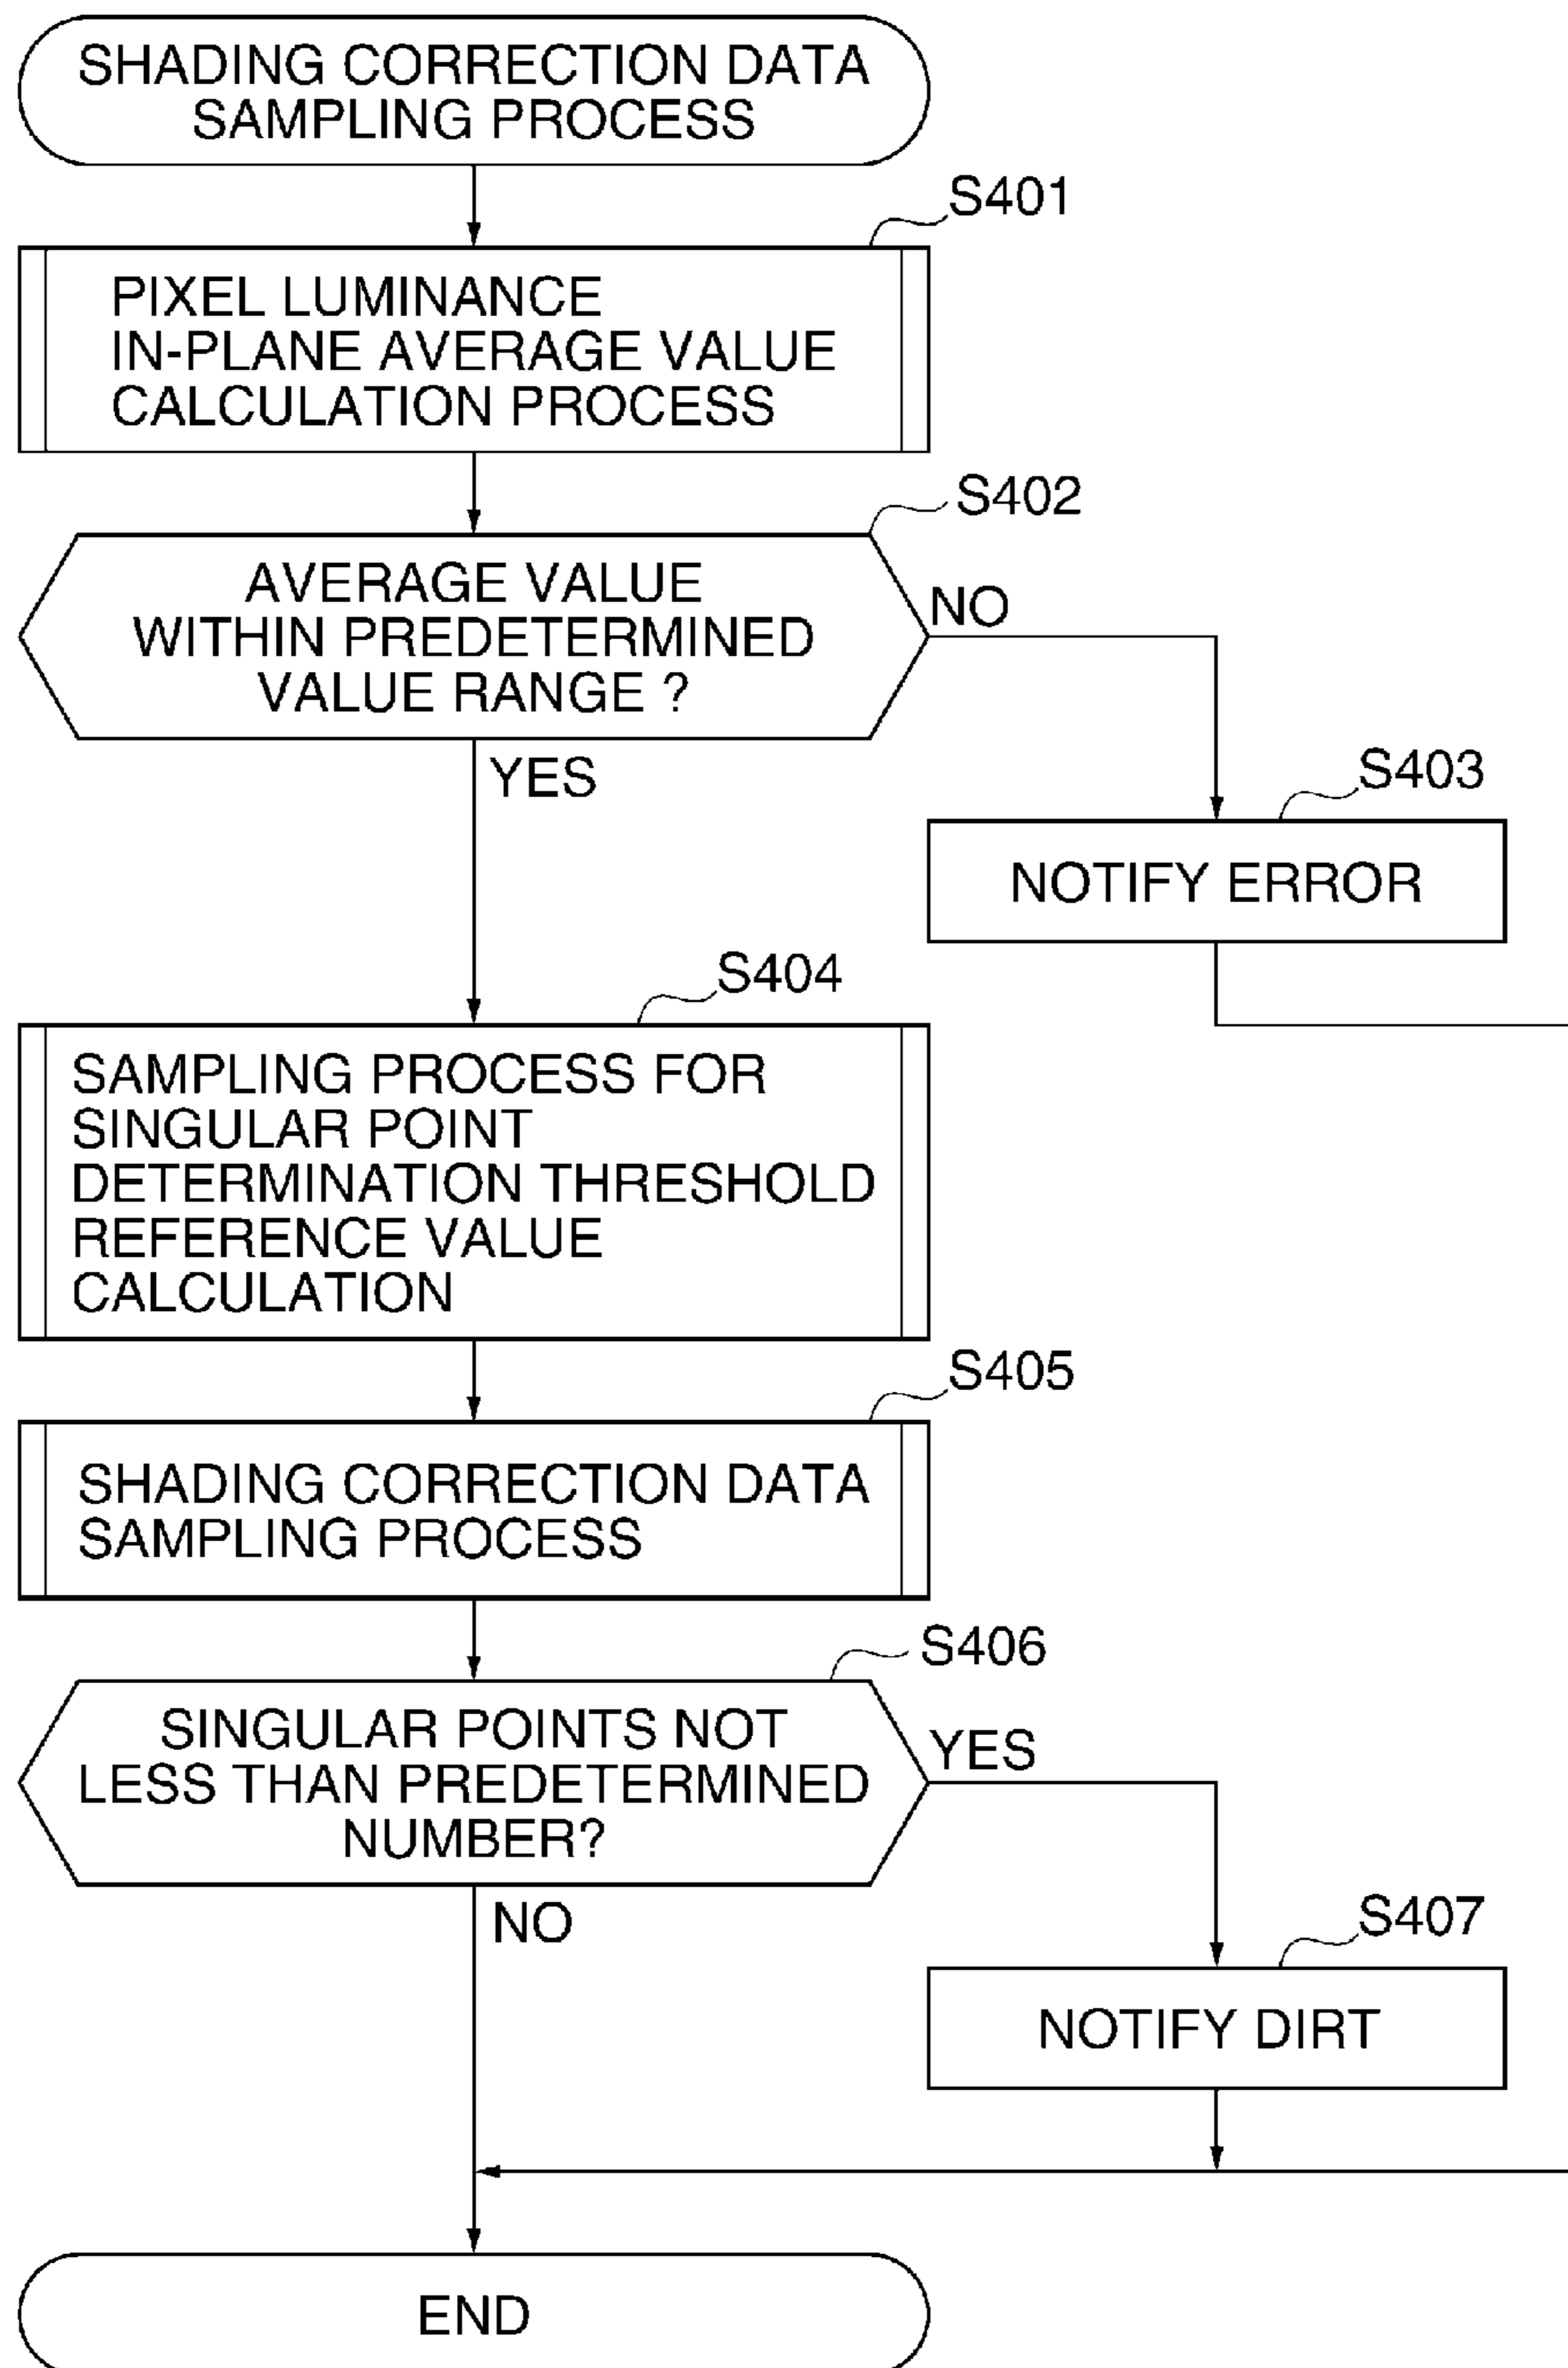 SHADING CORRECTION DATA
SAMPLING PROCESS
S401
PIXEL LUMINANCE
IN-PLANE AVERAGE VALUE
CALCULATION PROCESS
S402
AVERAGE VALUE
WITHIN PREDETERMINED
VALUE RANGE ?
NO
YES
S403
NOTIFY ERROR
S404
SAMPLING PROCESS FOR
SINGULAR POINT
DETERMINATION THRESHOLD
REFERENCE VALUE
CALCULATION
S405
SHADING CORRECTION DATA
SAMPLING PROCESS
S406
SINGULAR POINTS NOT
LESS THAN PREDETERMINED
NUMBER?
YES
NO
S407
NOTIFY DIRT
END